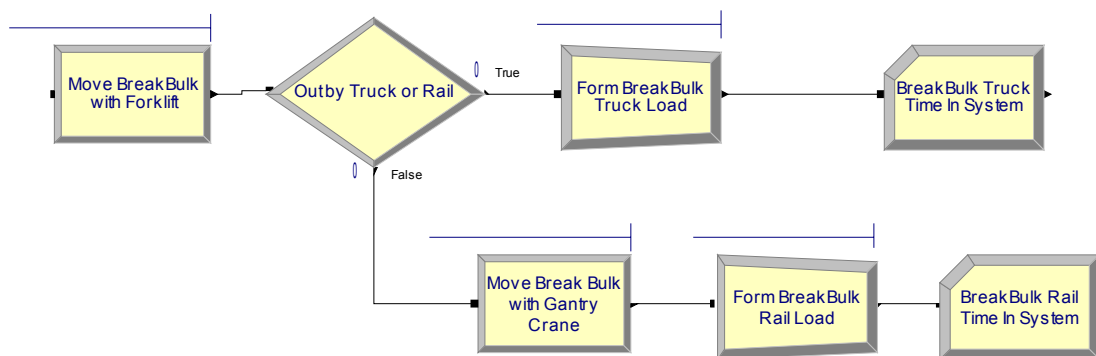 Move BreakBulk
with Forklift
Outby Truck or Rail
0
True
Form BreakBulk
Truck Load
BreakBulk Truck
Time In System
0
False
Move Break Bulk
with Gantry
Crane
Form BreakBulk
Rail Load
BreakBulk Rail
Time In System